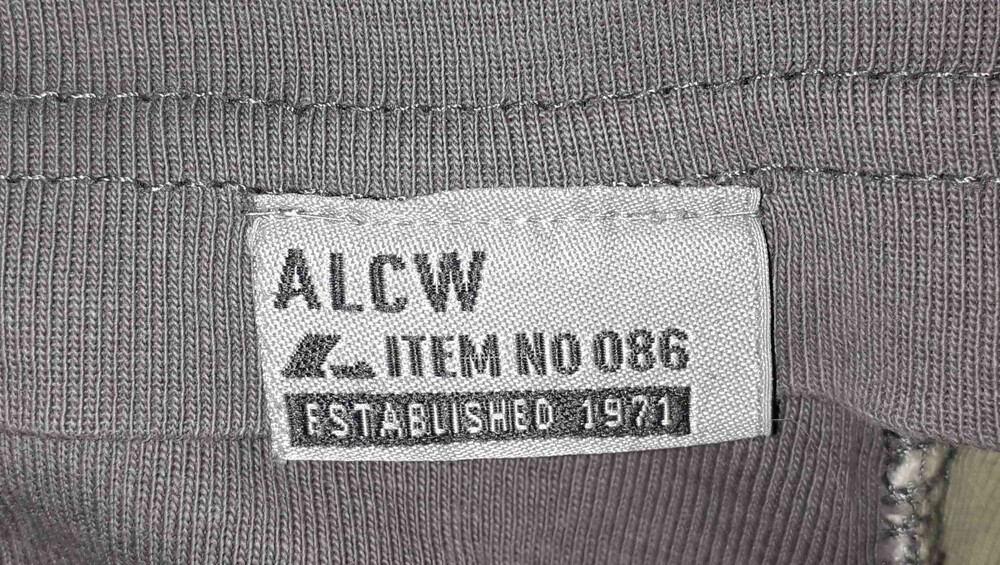 ALCW
ITEM NO 086
ESTABLISHED 1971